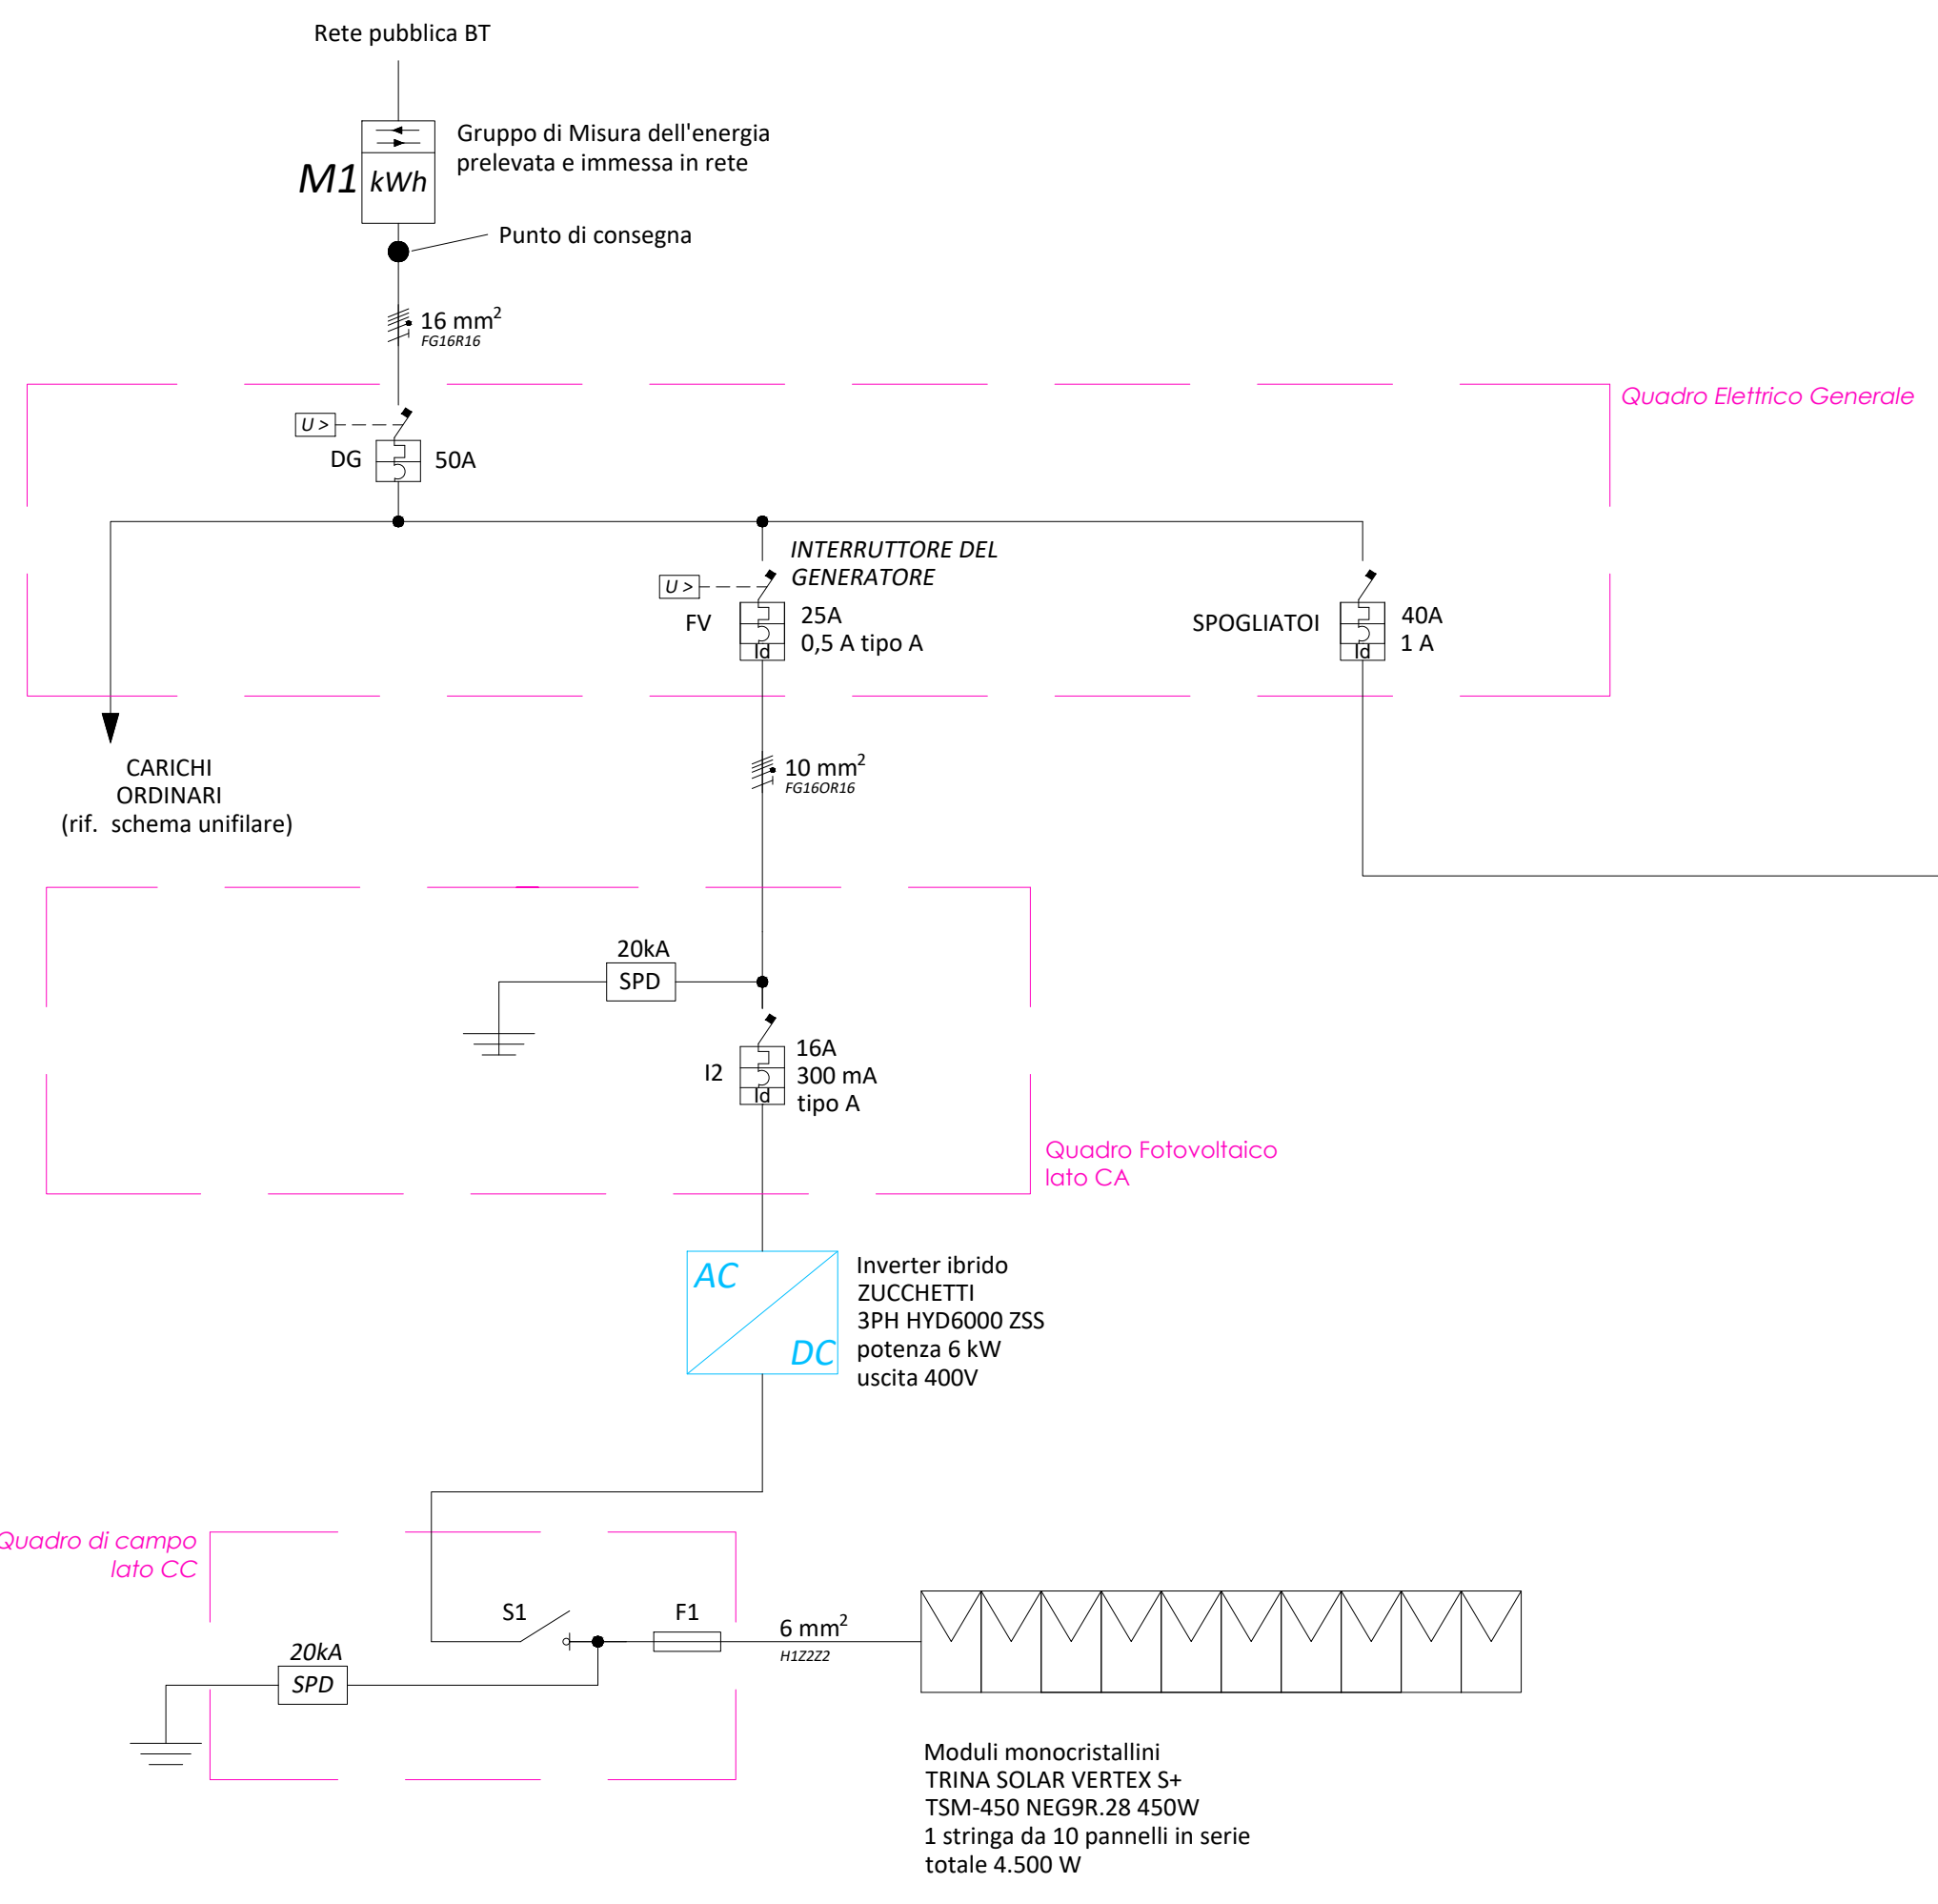 Rete pubblica BT
Gruppo di Misura dell'energia
prelevata e immessa in rete
M1
kWh
Punto di consegna
16 mm²
FG16R16
Quadro Elettrico Generale
U >
DG
50A
INTERRUTTORE DEL
GENERATORE
U >
FV
25A
0,5 A tipo A
Id
SPOGLIATOI
40A
1 A
Id
CARICHI
ORDINARI
(rif. schema unifilare)
10 mm²
FG16OR16
20kA
SPD
I2
16A
300 mA
tipo A
Id
Quadro Fotovoltaico
lato CA
AC
DC
Inverter ibrido
ZUCCHETTI
3PH HYD6000 ZSS
potenza 6 kW
uscita 400V
Quadro di campo
lato CC
S1
F1
6 mm²
H1Z2Z2
20kA
SPD
Moduli monocristallini
TRINA SOLAR VERTEX S+
TSM-450 NEG9R.28 450W
1 stringa da 10 pannelli in serie
totale 4.500 W